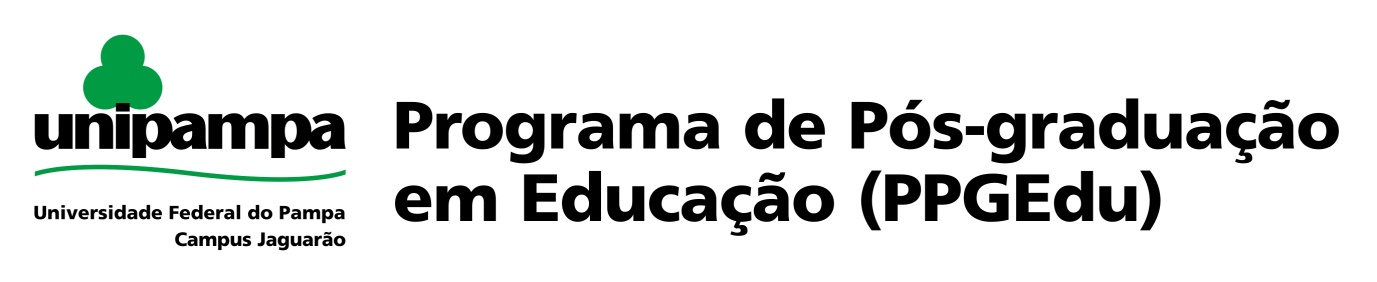 unipampa
Universidade Federal do Pampa
Campus Jaguarão
Programa de Pós-graduação
em Educação (PPGEdu)